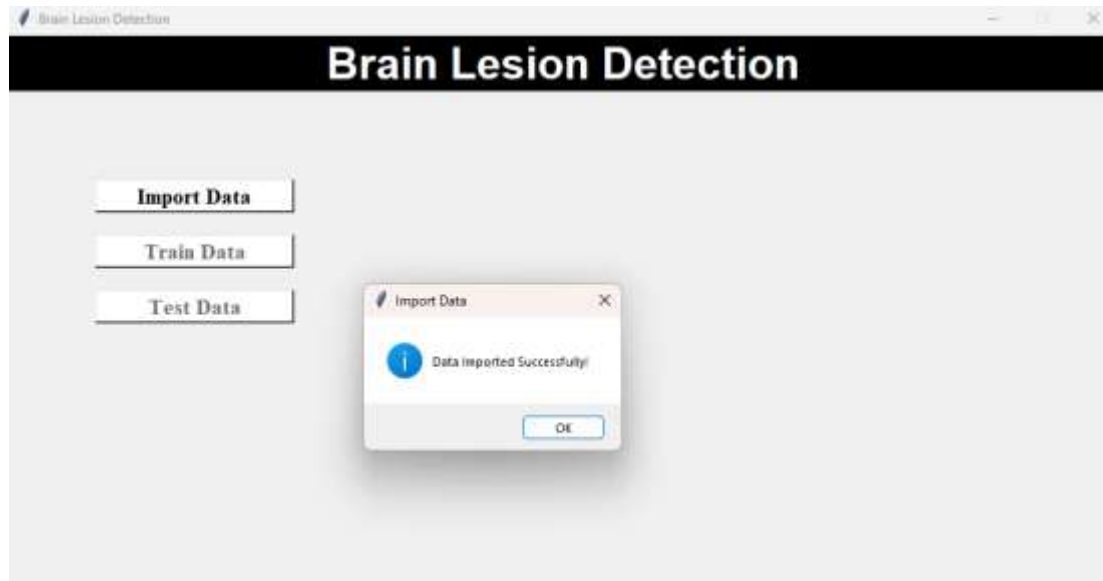 Brain Lesion Detection
Brain Lesion Detection
Import Data
Train Data
Test Data
Import Data
Data Imported Successfully!
OK